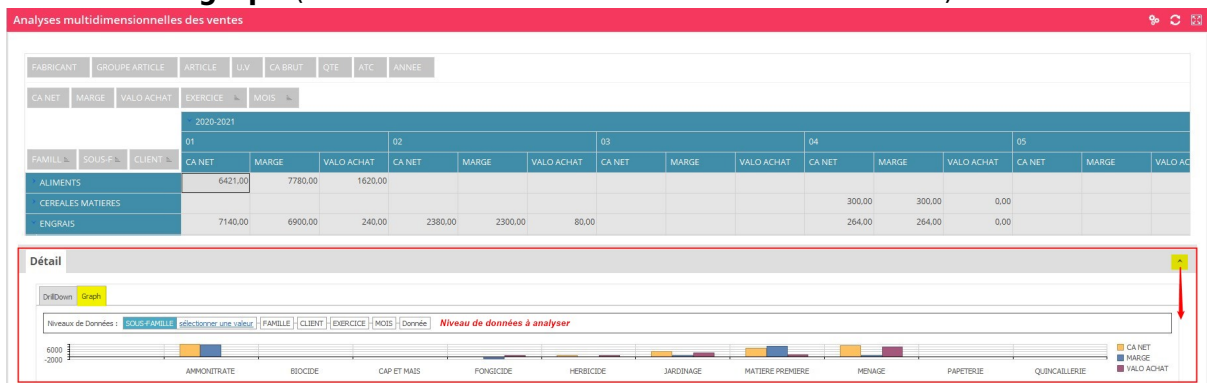 Analyses multidimensionnelles des ventes
FABRICANT GROUPE ARTICLE ARTICLE U.V CA BRUT QTE ATC ANNEE
CA NET MARGE VALO ACHAT EXERCICE MOIS
2020-2021
01 02 03 04 05
FAMILL SOUS-F CLIENT CA NET MARGE VALO ACHAT CA NET MARGE VALO ACHAT CA NET MARGE VALO ACHAT CA NET MARGE VALO ACHAT CA NET MARGE VALO AC
ALIMENTS 6421.00 7780.00 1620.00
CEREALES MATIERES 300,00 300,00 0,00
ENGRAIS 7140.00 6900.00 240,00 2380,00 2300,00 80,00 264,00 264,00 0,00
Détail
DrillDown Graph
Niveaux de Données : SOUS-FAMILLE sélectionner une valeur FAMILLE CLIENT EXERCICE MOIS Donnée Niveau de données à analyser
6000
-2000
AMMONITRATE BIOCIDE CAP ET MAIS FONGICIDE HERBICIDE JARDINAGE MATIERE PREMIERE MENAGE PAPETERIE QUINCAILLERIE
CA NET
MARGE
VALO ACHAT